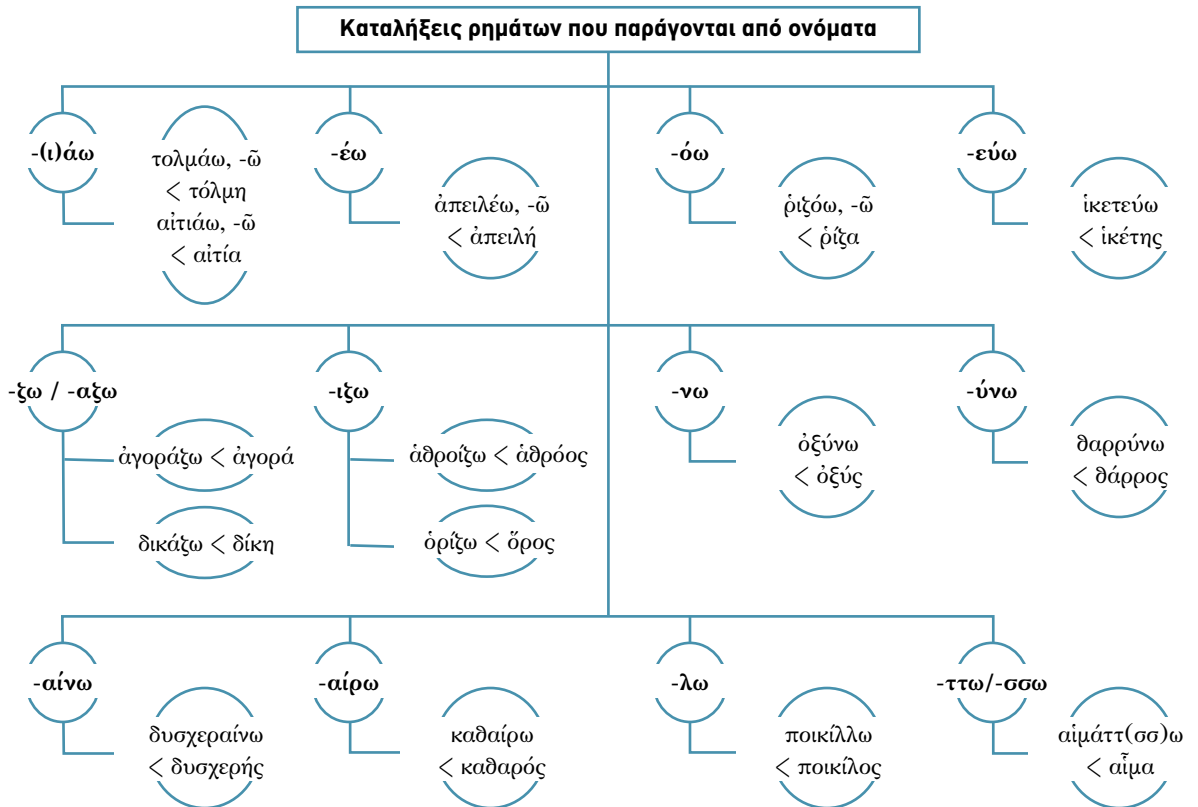 Καταλήξεις ρημάτων που παράγονται από ονόματα
-(ι)άω
τολμάω, -ῶ
< τόλμη
αἰτιάω, -ῶ
< αἰτία
-έω
ἀπειλέω, -ῶ
< ἀπειλή
-όω
ῥιζόω, -ῶ
< ῥίζα
-εύω
ἱκετεύω
< ἱκέτης
-ζω / -αζω
ἀγοράζω < ἀγορά
δικάζω < δίκη
-ιζω
ἁθροίζω < ἁθρόος
ὁρίζω < ὅρος
-νω
ὀξύνω
< ὀξύς
-ύνω
θαρρύνω
< θάρρος
-αίνω
δυσχεραίνω
< δυσχερής
-αίρω
καθαίρω
< καθαρός
-λω
ποικίλλω
< ποικίλος
-ττω/-σσω
αἱμάττ(σσ)ω
< αἷμα